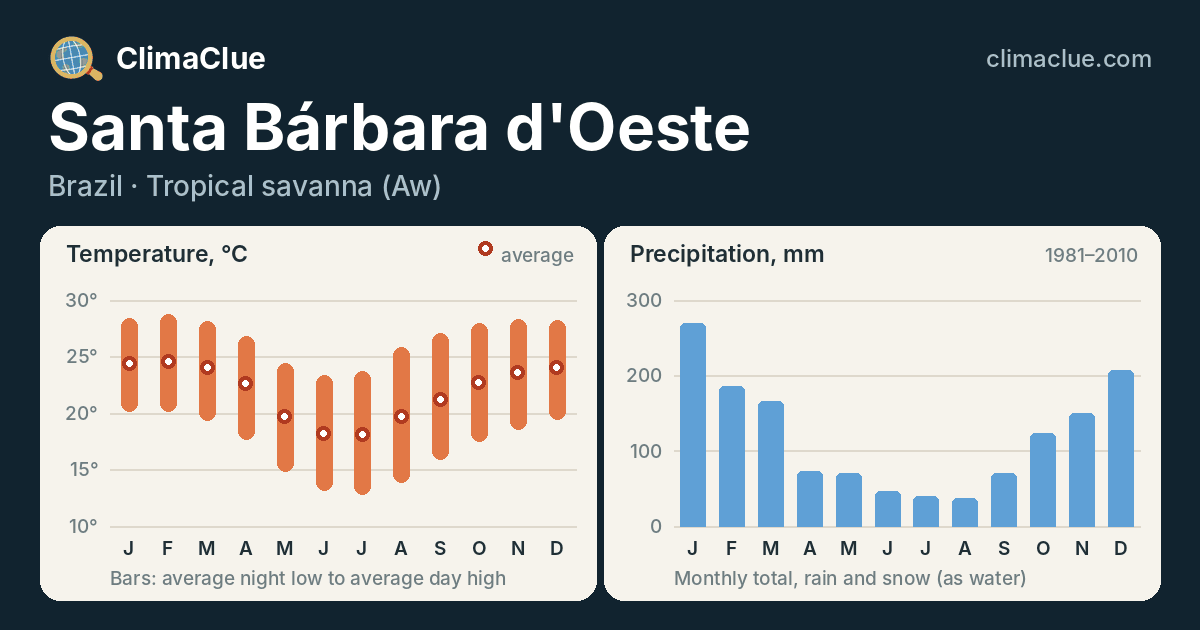 ClimaClue
climaclue.com
Santa Bárbara d'Oeste
Brazil · Tropical savanna (Aw)
Temperature, °C
average
30°
25°
20°
15°
10°
J F M A M J J A S O N D
Bars: average night low to average day high
Precipitation, mm
1981–2010
300
200
100
0
J F M A M J J A S O N D
Monthly total, rain and snow (as water)